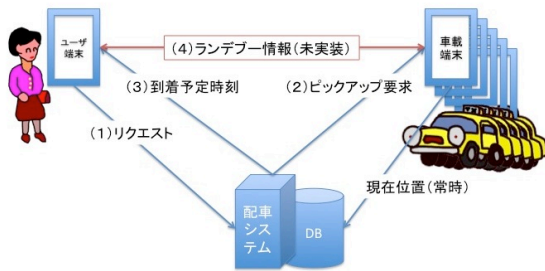 ユーザ
端末
(4)ランデブー情報(未実装)
車載
端末
(3)到着予定時刻
(2)ピックアップ要求
(1)リクエスト
現在位置(常時)
配車
システム
DB